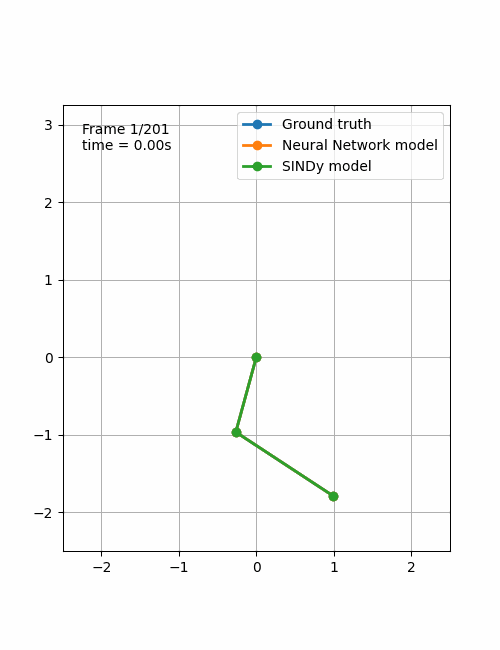 Frame 1/201
time = 0.00s
Ground truth
Neural Network model
SINDy model
3
2
1
0
−1
−2
−2
−1
0
1
2